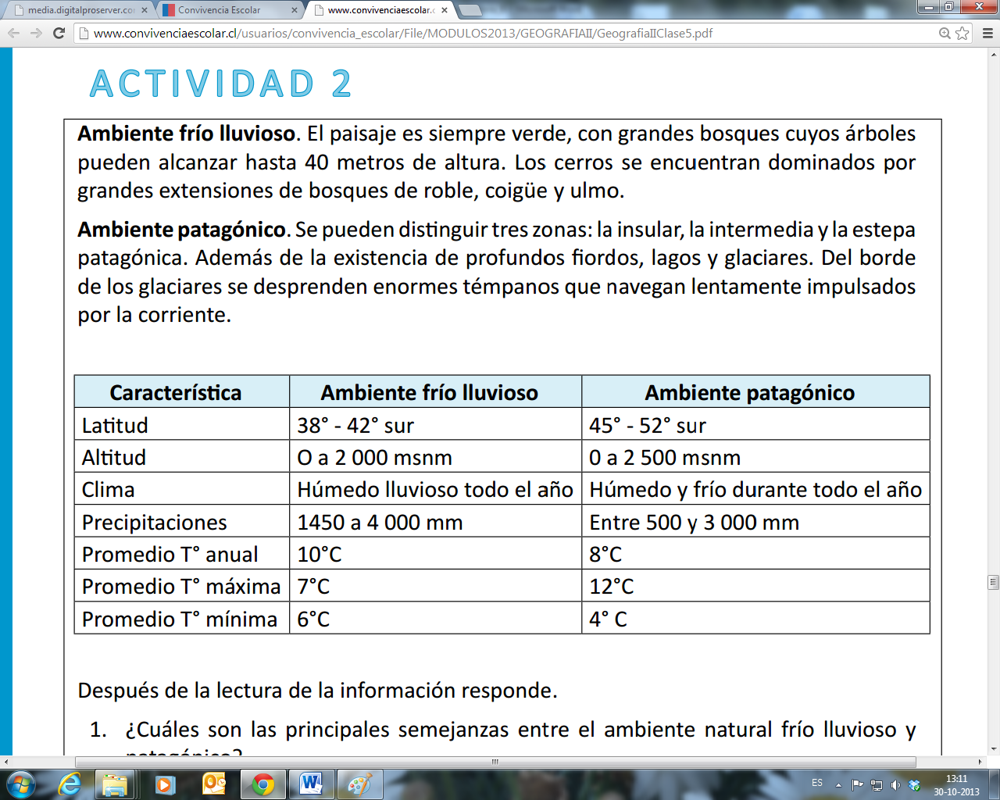 media.digitalproserver.co
Convivencia Escolar
www.convivenciaescolar.c
www.convivenciaescolar.cl/usuarios/convivencia_escolar/File/MODULOS2013/GEOGRAFIAII/GeografiaIIClase5.pdf
ACTIVIDAD 2
Ambiente frío lluvioso. El paisaje es siempre verde, con grandes bosques cuyos árboles
pueden alcanzar hasta 40 metros de altura. Los cerros se encuentran dominados por
grandes extensiones de bosques de roble, coigüe y ulmo.
Ambiente patagónico. Se pueden distinguir tres zonas: la insular, la intermedia y la estepa
patagónica. Además de la existencia de profundos fiordos, lagos y glaciares. Del borde
de los glaciares se desprenden enormes témpanos que navegan lentamente impulsados
por la corriente.
Característica Ambiente frío lluvioso Ambiente patagónico
Latitud 38° - 42° sur 45° - 52° sur
Altitud O a 2 000 msnm 0 a 2 500 msnm
Clima Húmedo lluvioso todo el año Húmedo y frío durante todo el año
Precipitaciones 1450 a 4 000 mm Entre 500 y 3 000 mm
Promedio T° anual 10°C 8°C
Promedio T° máxima 7°C 12°C
Promedio T° mínima 6°C 4° C
Después de la lectura de la información responde.
1. ¿Cuáles son las principales semejanzas entre el ambiente natural frío lluvioso y
patagónico?
ES 13:11
30-10-2013